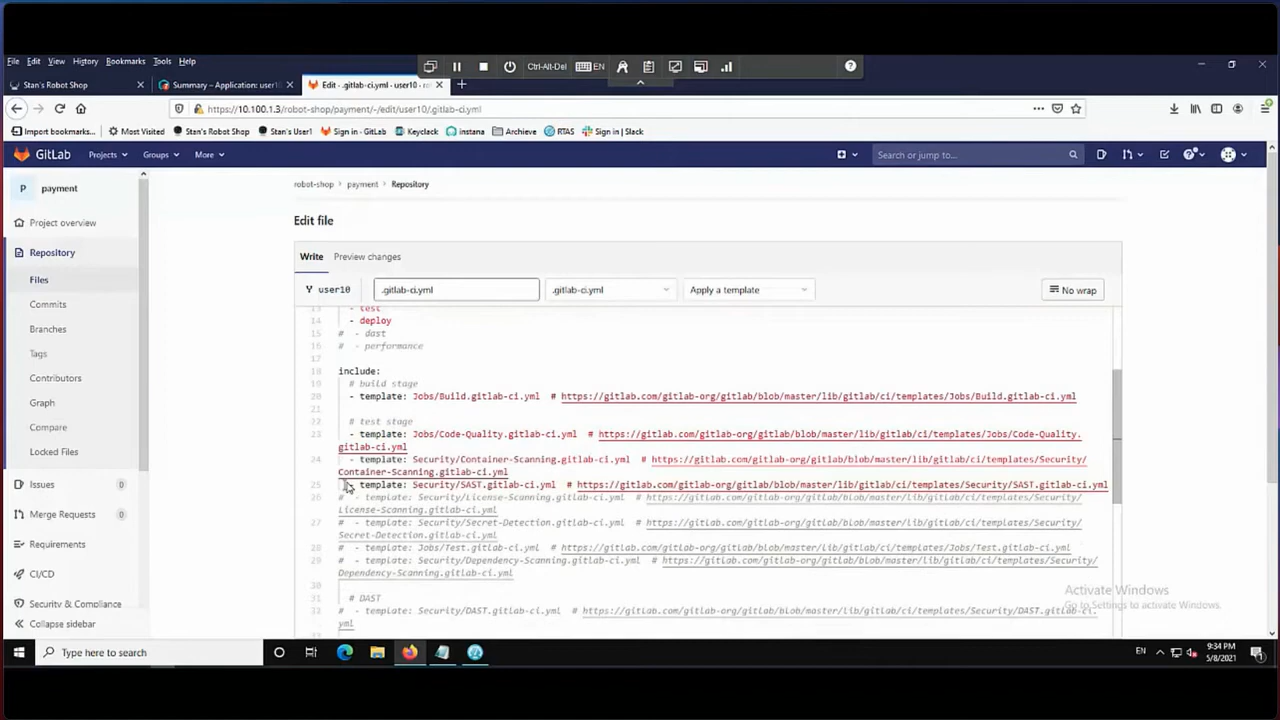 File Edit View History Bookmarks Tools Help
Ctrl-Alt-Del EN
Stan's Robot Shop × Summary – Application: user1( × Edit · .gitlab-ci.yml · user10 · ro × +
https://10.100.1.3/robot-shop/payment/-/edit/user10/.gitlab-ci.yml
Import bookmarks... Most Visited Stan's Robot Shop Stan's User! Sign in · GitLab Keyclack instana Archieve RTAS Sign in | Slack
GitLab Projects Groups More Search or jump to...
P payment
robot-shop > payment > Repository
Project overview
Edit file
Repository
Write Preview changes
Files
user10 .gitlab-ci.yml .gitlab-ci.yml Apply a template No wrap
Commits
Branches
Tags
Contributors
Graph
Compare
Locked Files
Issues 0
Merge Requests 0
Requirements
CI/CD
Security & Compliance
Collapse sidebar
13 - test
14 - deploy
15 # - dast
16 # - performance
17
18 include:
19 # build stage
20 - template: Jobs/Build.gitlab-ci.yml # https://gitlab.com/gitlab-org/gitlab/blob/master/lib/gitlab/ci/templates/Jobs/Build.gitlab-ci.yml
21
22 # test stage
23 - template: Jobs/Code-Quality.gitlab-ci.yml # https://gitlab.com/gitlab-org/gitlab/blob/master/lib/gitlab/ci/templates/Jobs/Code-Quality.
gitlab-ci.yml
24 - template: Security/Container-Scanning.gitlab-ci.yml # https://gitlab.com/gitlab-org/gitlab/blob/master/lib/gitlab/ci/templates/Security/
Container-Scanning.gitlab-ci.yml
25 template: Security/SAST.gitlab-ci.yml # https://gitlab.com/gitlab-org/gitlab/blob/master/lib/gitlab/ci/templates/Security/SAST.gitlab-ci.yml
26 # - template: Security/License-Scanning.gitlab-ci.yml # https://gitlab.com/gitlab-org/gitlab/blob/master/lib/gitlab/ci/templates/Security/
License-Scanning.gitlab-ci.yml
27 # - template: Security/Secret-Detection.gitlab-ci.yml # https://gitlab.com/gitlab-org/gitlab/blob/master/lib/gitlab/ci/templates/Security/
Secret-Detection.gitlab-ci.yml
28 # - template: Jobs/Test.gitlab-ci.yml # https://gitlab.com/gitlab-org/gitlab/blob/master/lib/gitlab/ci/templates/Jobs/Test.gitlab-ci.yml
29 # - template: Security/Dependency-Scanning.gitlab-ci.yml # https://gitlab.com/gitlab-org/gitlab/blob/master/lib/gitlab/ci/templates/Security/
Dependency-Scanning.gitlab-ci.yml
30
31 # DAST
32 # - template: Security/DAST.gitlab-ci.yml # https://gitlab.com/gitlab-org/gitlab/blob/master/lib/gitlab/ci/templates/Security/DAST.gitlab-ci.
yml
Activate Windows
Go to Settings to activate Windows.
Type here to search
EN
9:34 PM
5/8/2021
1